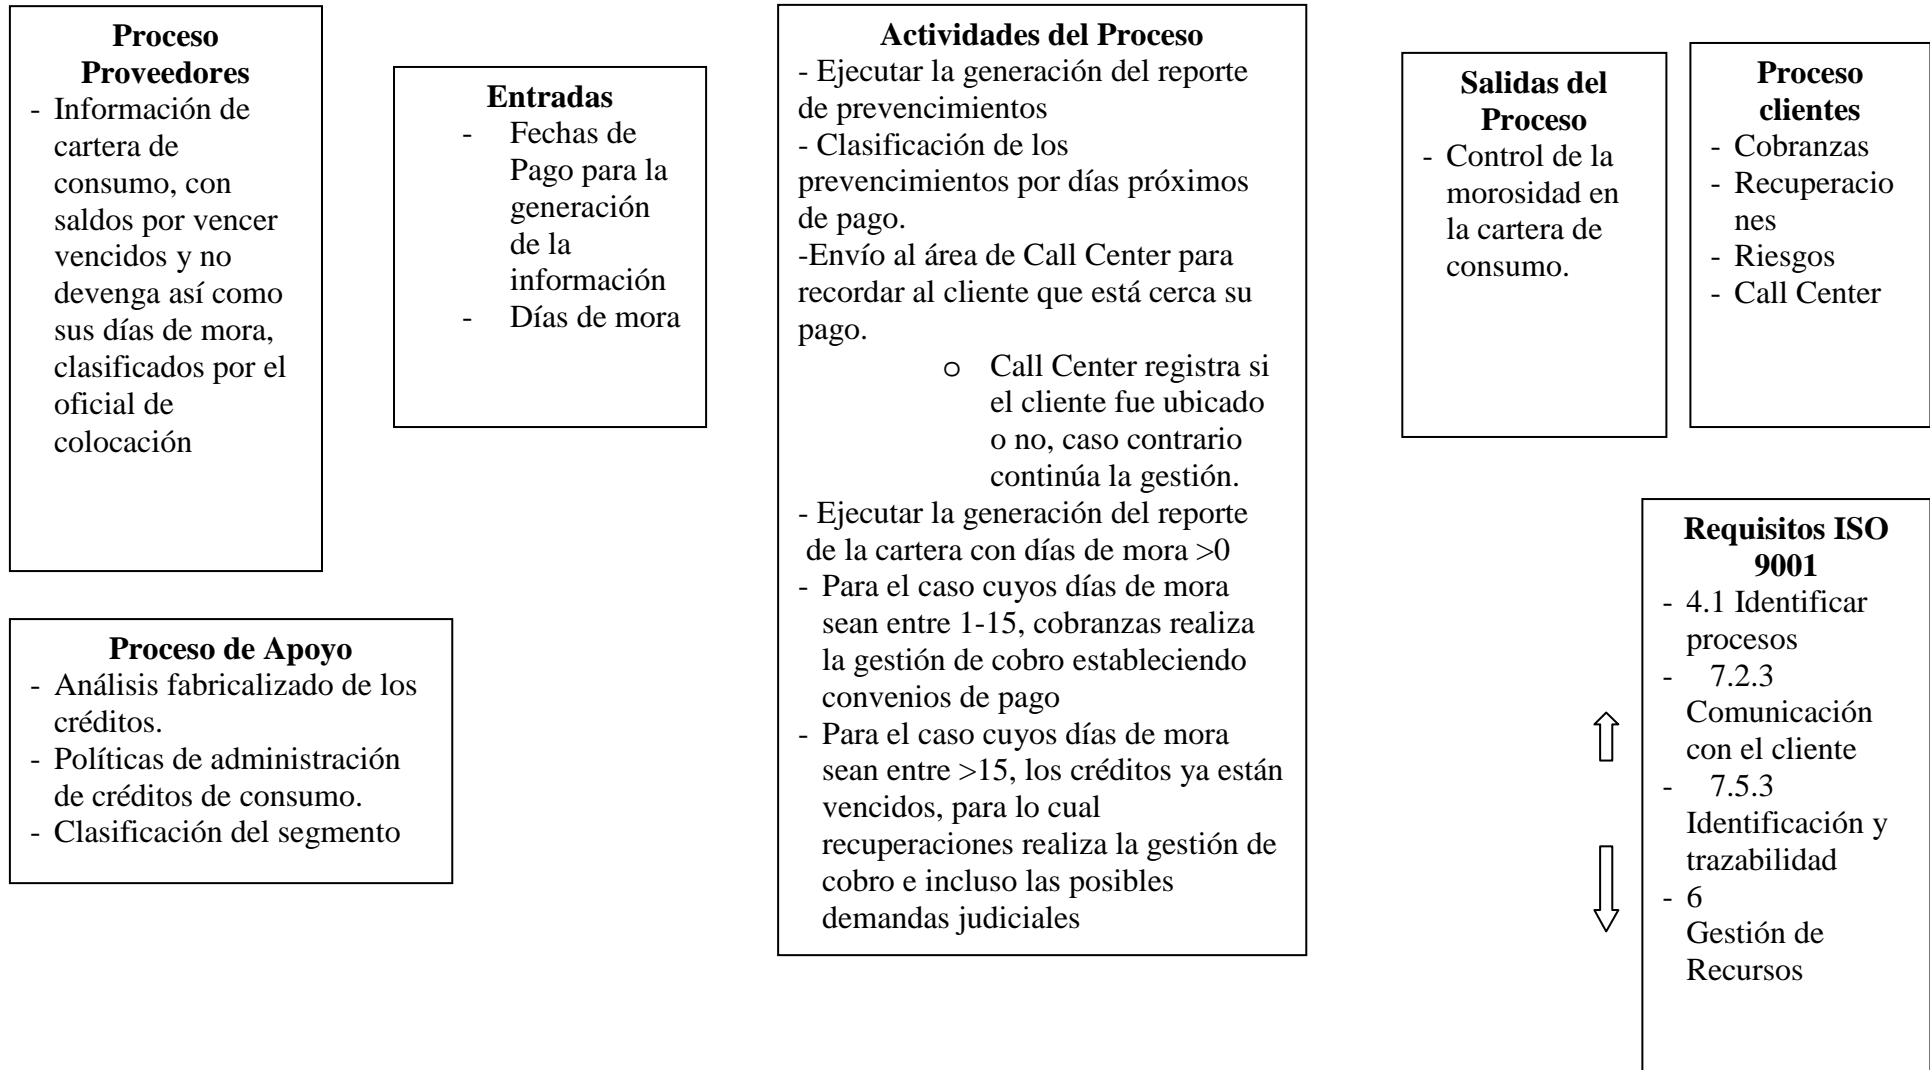 Proceso
Proveedores
- Información de
cartera de
consumo, con
saldos por vencer
vencidos y no
devenga así como
sus días de mora,
clasificados por el
oficial de
colocación
Entradas
- Fechas de
Pago para la
generación
de la
información
- Días de mora
Actividades del Proceso
- Ejecutar la generación del reporte
de prevencimientos
- Clasificación de los
prevencimientos por días próximos
de pago.
-Envío al área de Call Center para
recordar al cliente que está cerca su
pago.
o Call Center registra si
el cliente fue ubicado
o no, caso contrario
continúa la gestión.
- Ejecutar la generación del reporte
de la cartera con días de mora >0
- Para el caso cuyos días de mora
sean entre 1-15, cobranzas realiza
la gestión de cobro estableciendo
convenios de pago
- Para el caso cuyos días de mora
sean entre >15, los créditos ya están
vencidos, para lo cual
recuperaciones realiza la gestión de
cobro e incluso las posibles
demandas judiciales
Salidas del
Proceso
- Control de la
morosidad en
la cartera de
consumo.
Proceso
clientes
- Cobranzas
- Recuperacio
nes
- Riesgos
- Call Center
Proceso de Apoyo
- Análisis fabricalizado de los
créditos.
- Políticas de administración
de créditos de consumo.
- Clasificación del segmento
Requisitos ISO
9001
- 4.1 Identificar
procesos
- 7.2.3
Comunicación
con el cliente
- 7.5.3
Identificación y
trazabilidad
- 6
Gestión de
Recursos